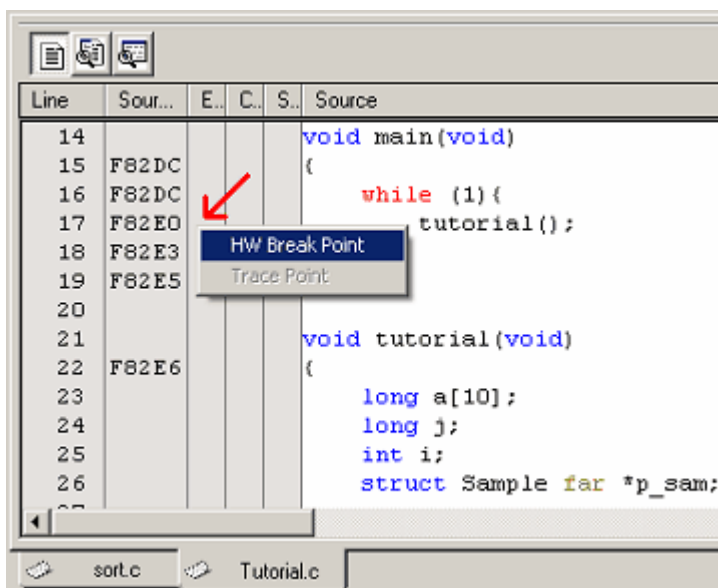 Line Sour... E.. C.. S.. Source
14 void main(void)
15 F82DC {
16 F82DC while (1){
17 F82E0 tutorial();
18 F82E3 HW Break Point
19 F82E5 Trace Point
20
21 void tutorial(void)
22 F82E6 {
23 long a[10];
24 long j;
25 int i;
26 struct Sample far *p_sam;
sort.c Tutorial.c